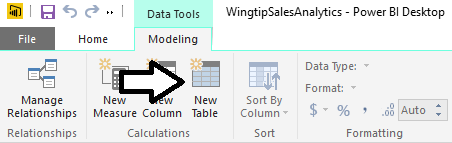 Data Tools
WingtipSalesAnalytics - Power BI Desktop
File
Home
Modeling
Manage
Relationships
Relationships
New
Measure
New
Column
New
Table
Calculations
Sort By
Column
Sort
Data Type:
Format:
$ % , .00 Auto
Formatting